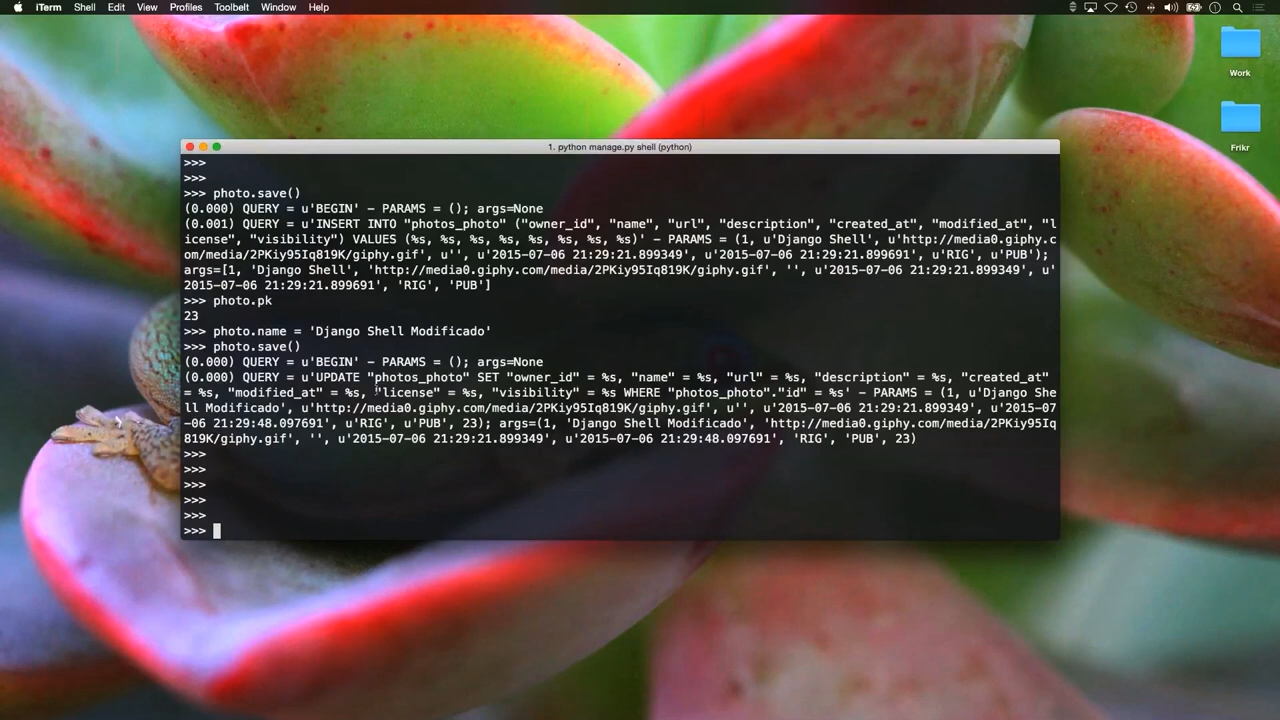 iTerm Shell Edit View Profiles Toolbelt Window Help
Work
Frikr
1. python manage.py shell (python)
>>>
>>>
>>> photo.save()
(0.000) QUERY = u'BEGIN' - PARAMS = (); args=None
(0.001) QUERY = u'INSERT INTO "photos_photo" ("owner_id", "name", "url", "description", "created_at", "modified_at", "l
icense", "visibility") VALUES (%s, %s, %s, %s, %s, %s, %s, %s)' - PARAMS = (1, u'Django Shell', u'http://media0.giphy.c
om/media/2PKiy95Iq819K/giphy.gif', u'', u'2015-07-06 21:29:21.899349', u'2015-07-06 21:29:21.899691', u'RIG', u'PUB');
args=[1, 'Django Shell', 'http://media0.giphy.com/media/2PKiy95Iq819K/giphy.gif', '', u'2015-07-06 21:29:21.899349', u'
2015-07-06 21:29:21.899691', 'RIG', 'PUB']
>>> photo.pk
23
>>> photo.name = 'Django Shell Modificado'
>>> photo.save()
(0.000) QUERY = u'BEGIN' - PARAMS = (); args=None
(0.000) QUERY = u'UPDATE "photos_photo" SET "owner_id" = %s, "name" = %s, "url" = %s, "description" = %s, "created_at"
= %s, "modified_at" = %s, "license" = %s, "visibility" = %s WHERE "photos_photo"."id" = %s' - PARAMS = (1, u'Django She
ll Modificado', u'http://media0.giphy.com/media/2PKiy95Iq819K/giphy.gif', u'', u'2015-07-06 21:29:21.899349', u'2015-07
-06 21:29:48.097691', u'RIG', u'PUB', 23); args=(1, 'Django Shell Modificado', 'http://media0.giphy.com/media/2PKiy95Iq
819K/giphy.gif', '', u'2015-07-06 21:29:21.899349', u'2015-07-06 21:29:48.097691', 'RIG', 'PUB', 23)
>>>
>>>
>>>
>>>
>>>
>>>